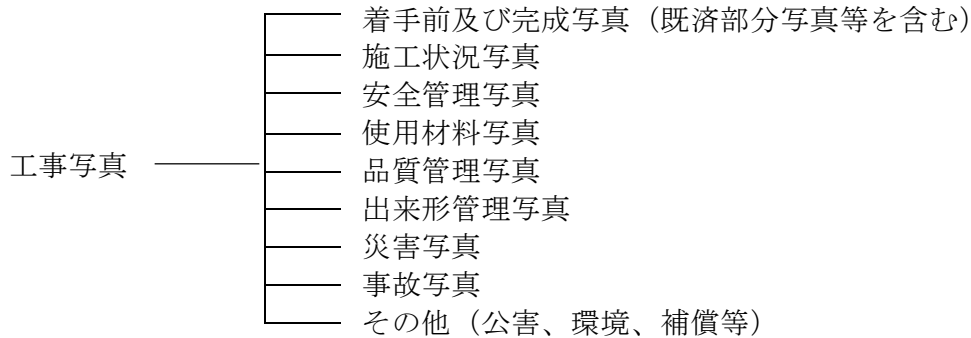 工事写真
着手前及び完成写真（既済部分写真等を含む）
施工状況写真
安全管理写真
使用材料写真
品質管理写真
出来形管理写真
災害写真
事故写真
その他（公害、環境、補償等）